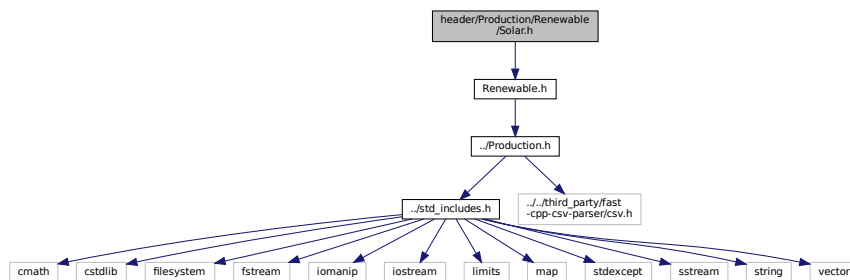 header/Production/Renewable
/Solar.h
Renewable.h
../Production.h
../std_includes.h
../../third_party/fast
-cpp-csv-parser/csv.h
cmath
cstdlib
filesystem
fstream
iomanip
iostream
limits
map
stdexcept
sstream
string
vector